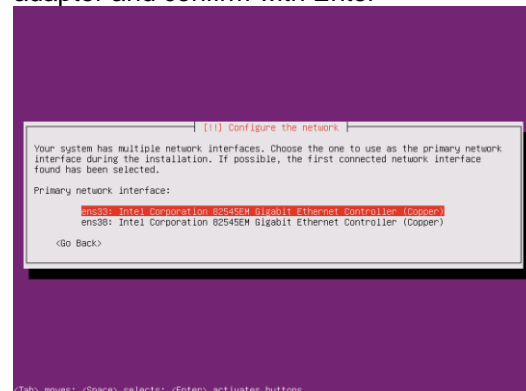 adapter and confirm with Enter
[!!] Configure the network
Your system has multiple network interfaces. Choose the one to use as the primary network
interface during the installation. If possible, the first connected network interface
found has been selected.
Primary network interface:
ens33: Intel Corporation 82545EM Gigabit Ethernet Controller (Copper)
ens38: Intel Corporation 82545EM Gigabit Ethernet Controller (Copper)
<Go Back>
<Tab> moves; <Space> selects; <Enter> activates buttons